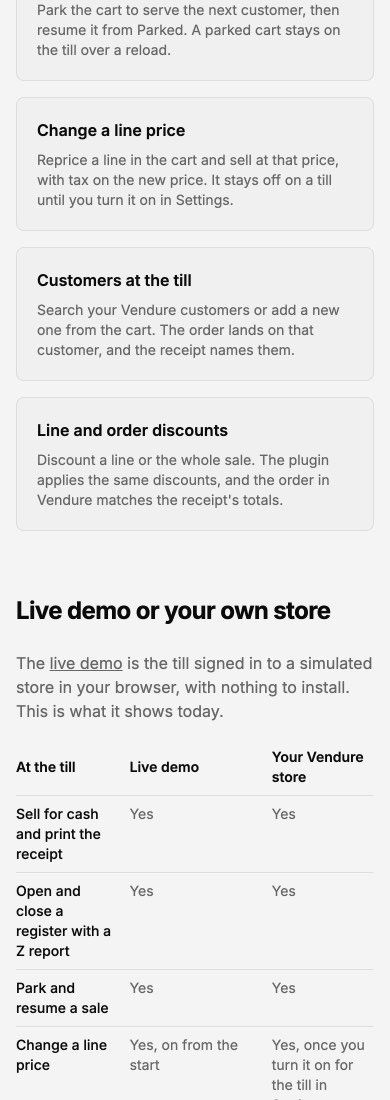 Park the cart to serve the next customer, then
resume it from Parked. A parked cart stays on
the till over a reload.
Change a line price
Reprice a line in the cart and sell at that price,
with tax on the new price. It stays off on a till
until you turn it on in Settings.
Customers at the till
Search your Vendure customers or add a new
one from the cart. The order lands on that
customer, and the receipt names them.
Line and order discounts
Discount a line or the whole sale. The plugin
applies the same discounts, and the order in
Vendure matches the receipt's totals.
Live demo or your own store
The live demo is the till signed in to a simulated
store in your browser, with nothing to install.
This is what it shows today.
At the till
Live demo
Your Vendure
store
Sell for cash
and print the
receipt
Yes
Yes
Open and
close a
register with a
Z report
Yes
Yes
Park and
resume a sale
Yes
Yes
Change a line
price
Yes, on from the
start
Yes, once you
turn it on for
the till in